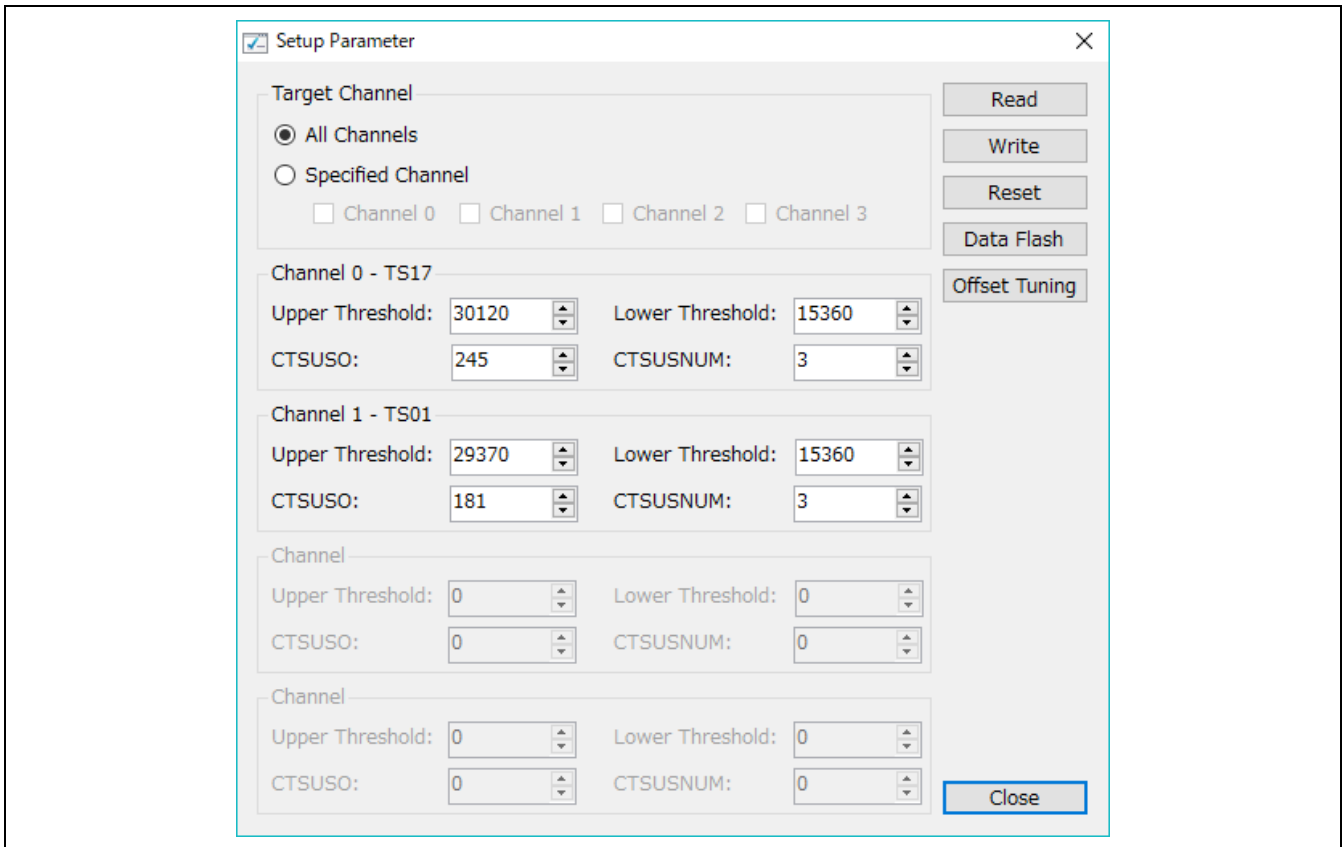 Setup Parameter
Target Channel
Read
All Channels
Write
Specified Channel
Reset
Channel 0 Channel 1 Channel 2 Channel 3
Data Flash
Channel 0 - TS17
Offset Tuning
Upper Threshold: 30120 Lower Threshold: 15360
CTSUSO: 245 CTSUSNUM: 3
Channel 1 - TS01
Upper Threshold: 29370 Lower Threshold: 15360
CTSUSO: 181 CTSUSNUM: 3
Channel
Upper Threshold: 0 Lower Threshold: 0
CTSUSO: 0 CTSUSNUM: 0
Channel
Upper Threshold: 0 Lower Threshold: 0
CTSUSO: 0 CTSUSNUM: 0
Close